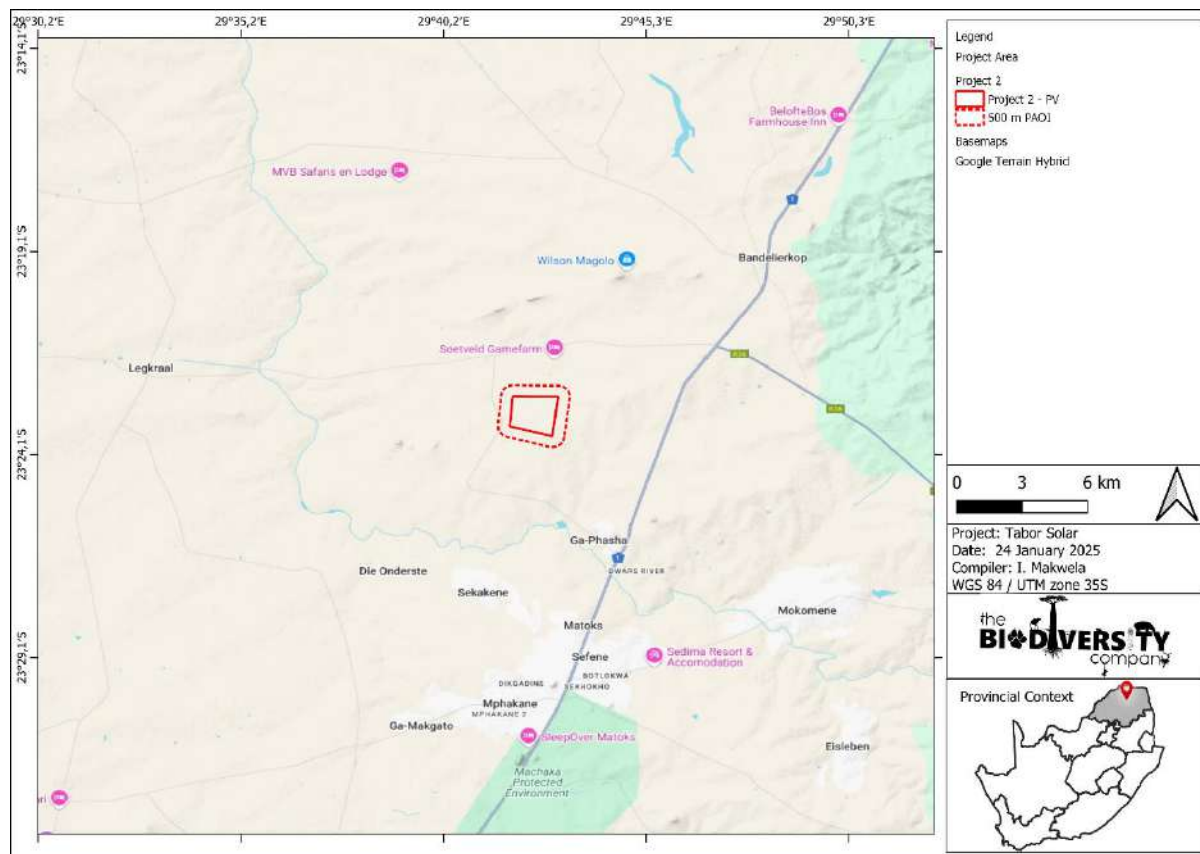 29°30,2'E
29°35,2'E
29°40,2'E
29°45,3'E
29°50,3'E
23°14,1'S
23°19,1'S
23°24,1'S
23°29,1'S
BelofteBos
Farmhouse Inn
MVB Safaris en Lodge
1
Wilson Magolo
Bandelierkop
Soetveld Gamefarm
R36
Legkraal
R36
Ga-Phasha
1
DWARS RIVER
Die Onderste
Sekakene
Mokomene
Matoks
Sefene
Sedima Resort &
Accomodation
BOTLOKWA
DIKGADING
SEKHOKHO
Mphakane
MPHAKANE 2
Ga-Makgato
SleepOver Matoks
Eisleben
Machaka
Protected
Environment
Legend
Project Area
Project 2
Project 2 - PV
500 m PAOI
Basemaps
Google Terrain Hybrid
0 3 6 km
Project: Tabor Solar
Date: 24 January 2025
Compiler: I. Makwela
WGS 84 / UTM zone 35S
the
BIODIVERSITY
company
Provincial Context